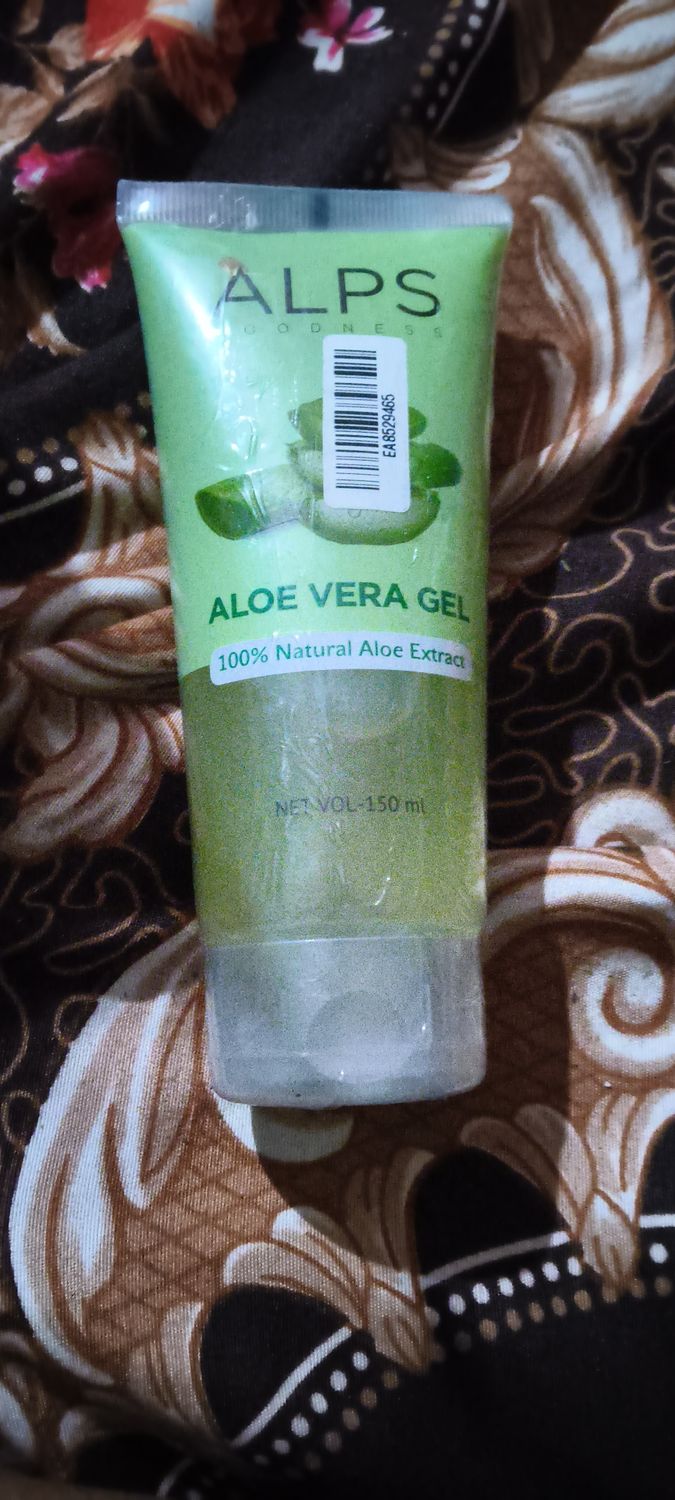 ALPS
GOODNESS
EA8529465
ALOE VERA GEL
100% Natural Aloe Extract
NET VOL-150 ml